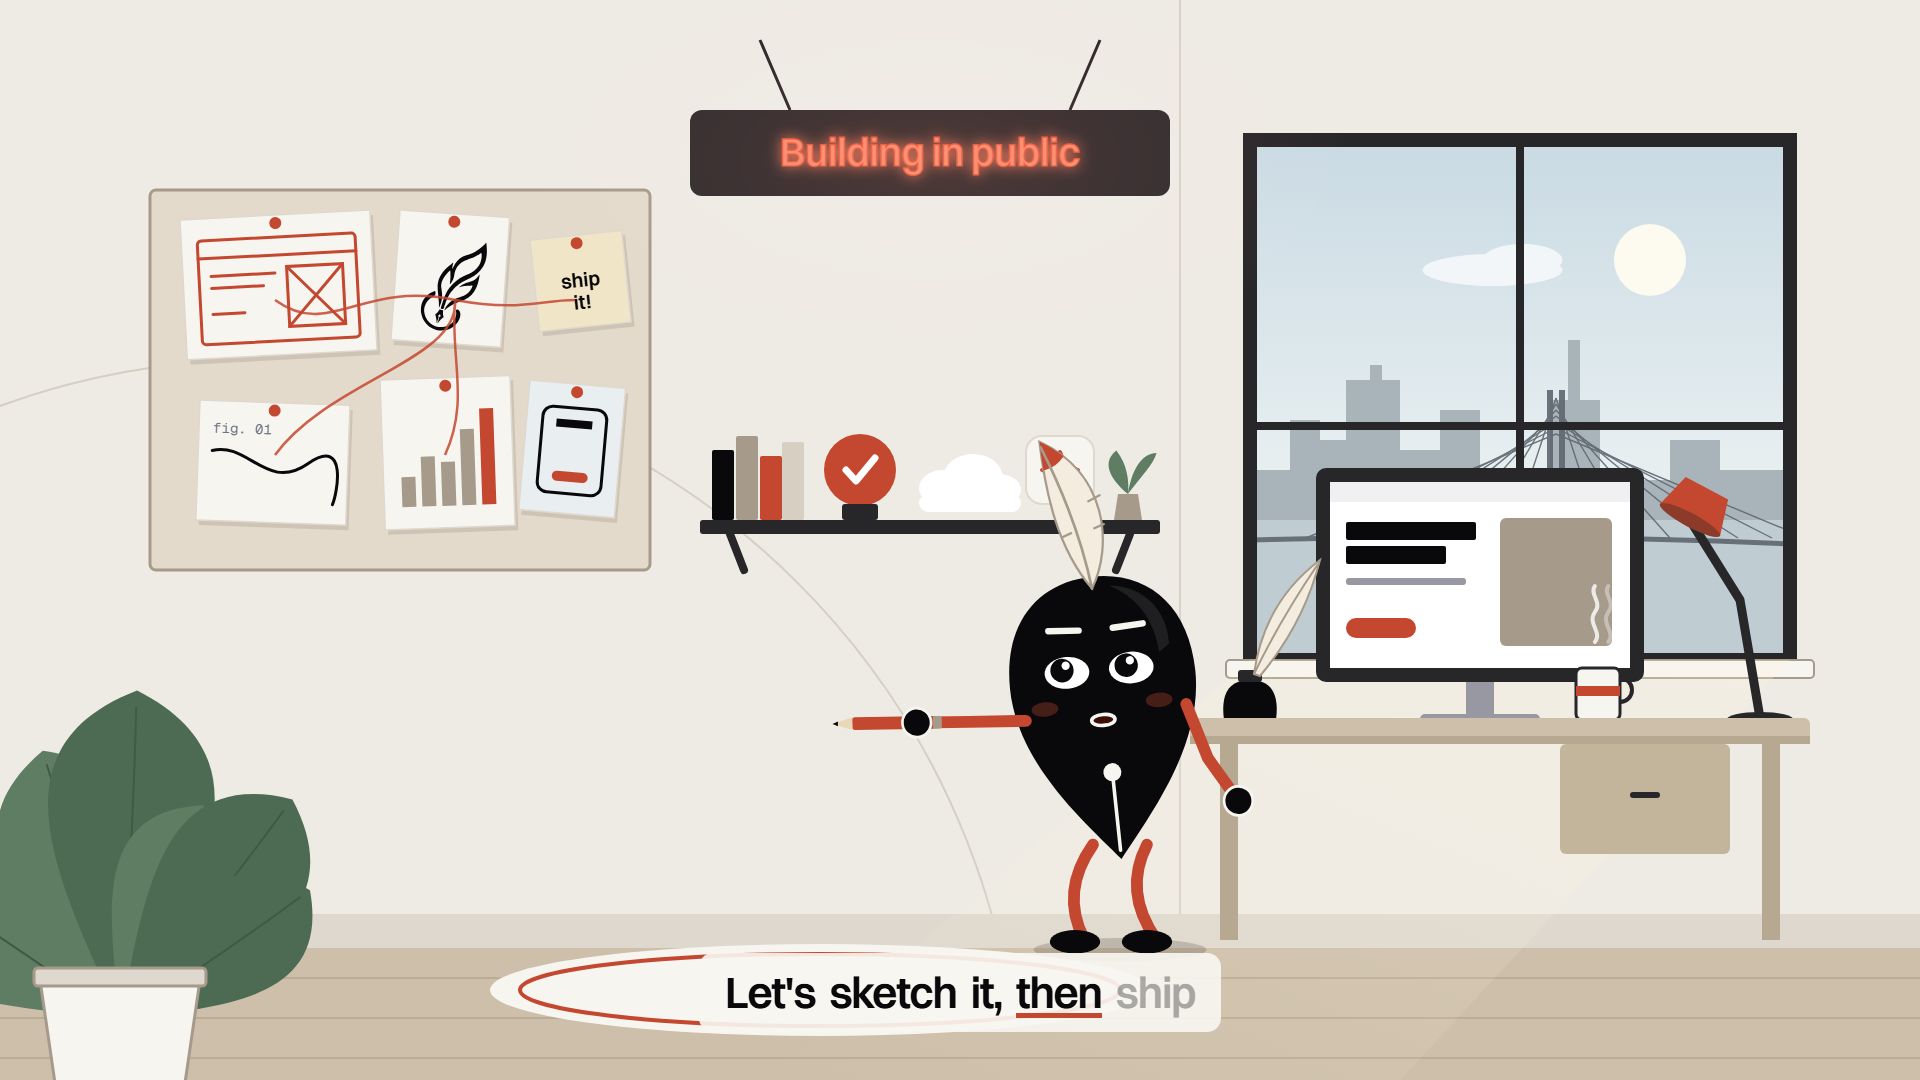 Building in public
ship
it!
fig. 01
Let's sketch it, then ship